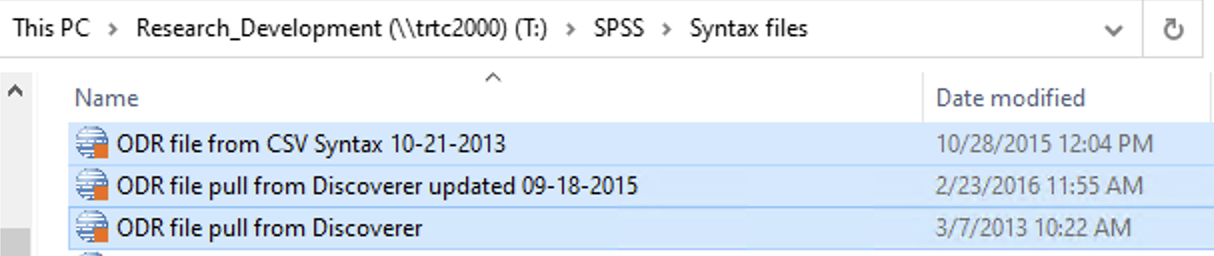 This PC > Research_Development (\\trtc2000) (T:) > SPSS > Syntax files
Name Date modified
ODR file from CSV Syntax 10-21-2013 10/28/2015 12:04 PM
ODR file pull from Discoverer updated 09-18-2015 2/23/2016 11:55 AM
ODR file pull from Discoverer 3/7/2013 10:22 AM